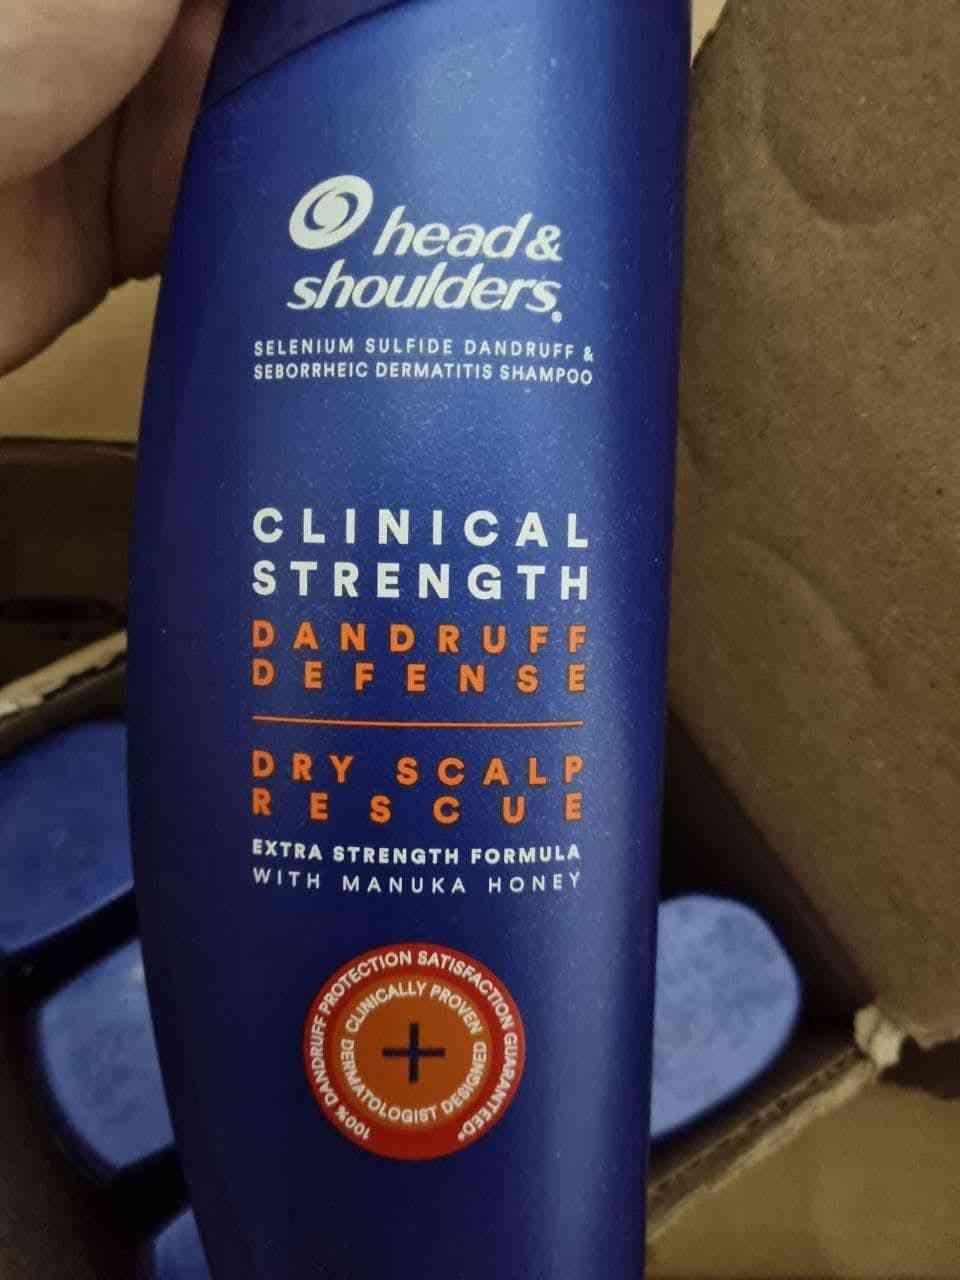 head &
shoulders®
SELENIUM SULFIDE DANDRUFF &
SEBORRHEIC DERMATITIS SHAMPOO
CLINICAL
STRENGTH
DANDRUFF
DEFENSE
DRY SCALP
RESCUE
EXTRA STRENGTH FORMULA
WITH MANUKA HONEY
100% DANDRUFF PROTECTION SATISFACTION GUARANTEED*
CLINICALLY PROVEN
DERMATOLOGIST DESIGNED